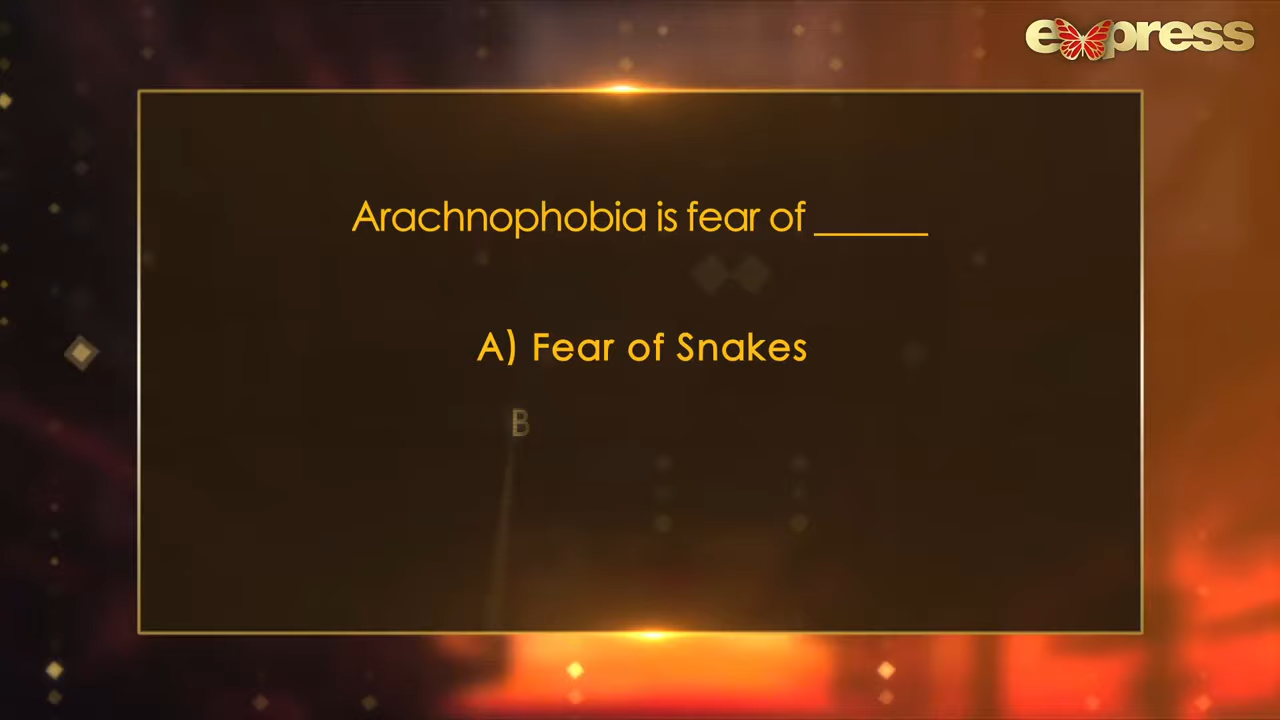 express
Arachnophobia is fear of ______
A) Fear of Snakes
B